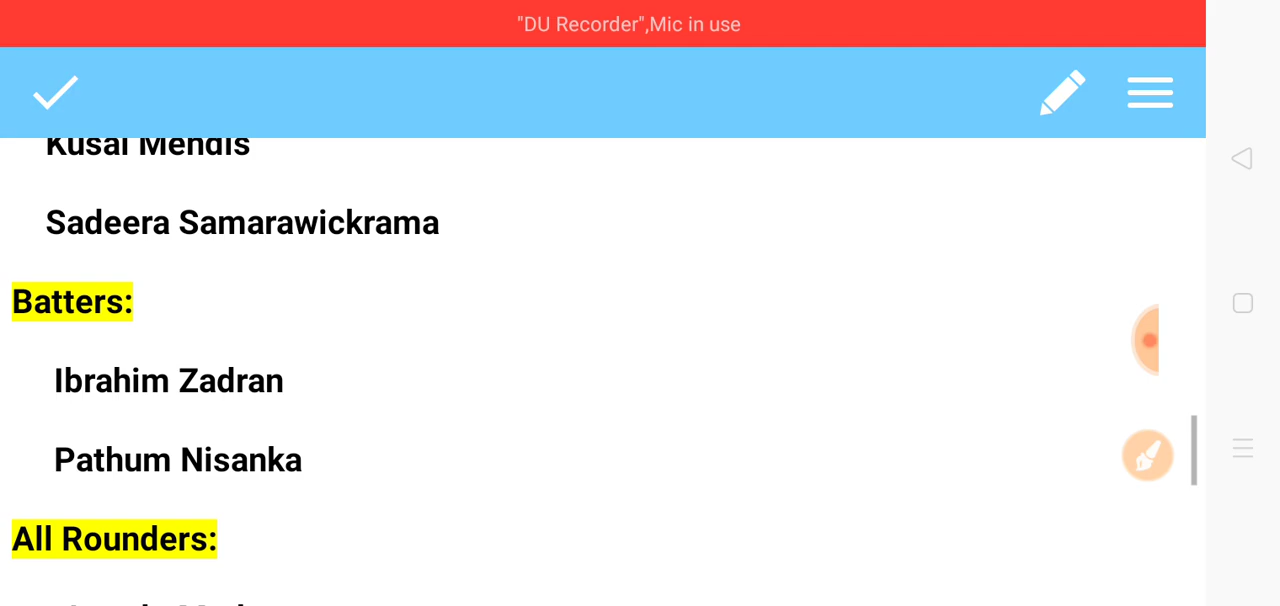 "DU Recorder",Mic in use
Kusal Mendis
Sadeera Samarawickrama
Batters:
Ibrahim Zadran
Pathum Nisanka
All Rounders: